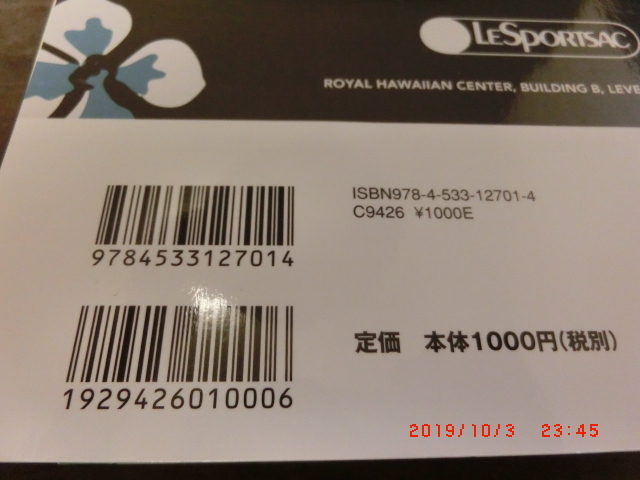 LESPORTSAC
ROYAL HAWAIIAN CENTER, BUILDING B, LEVE
ISBN978-4-533-12701-4
C9426 ¥1000E
9784533127014
定価 本体1000円(税別)
1929426010006
2019/10/3 23:45